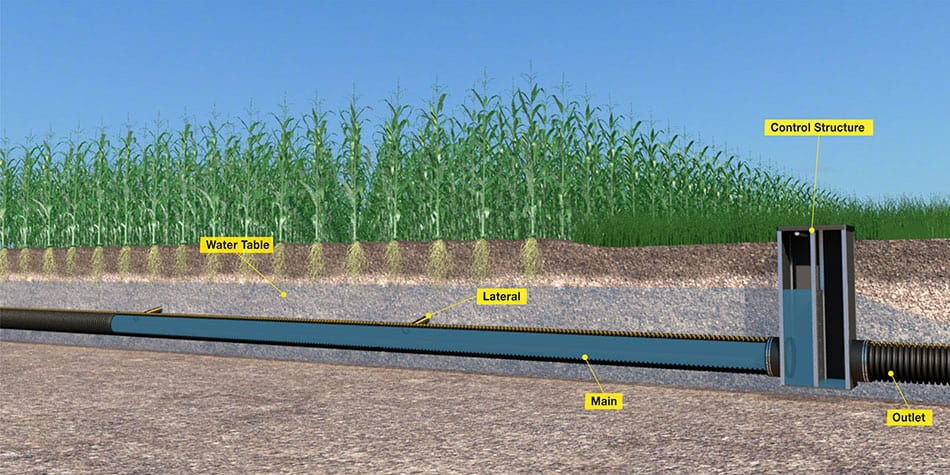 Control Structure
Water Table
Lateral
Main
Outlet